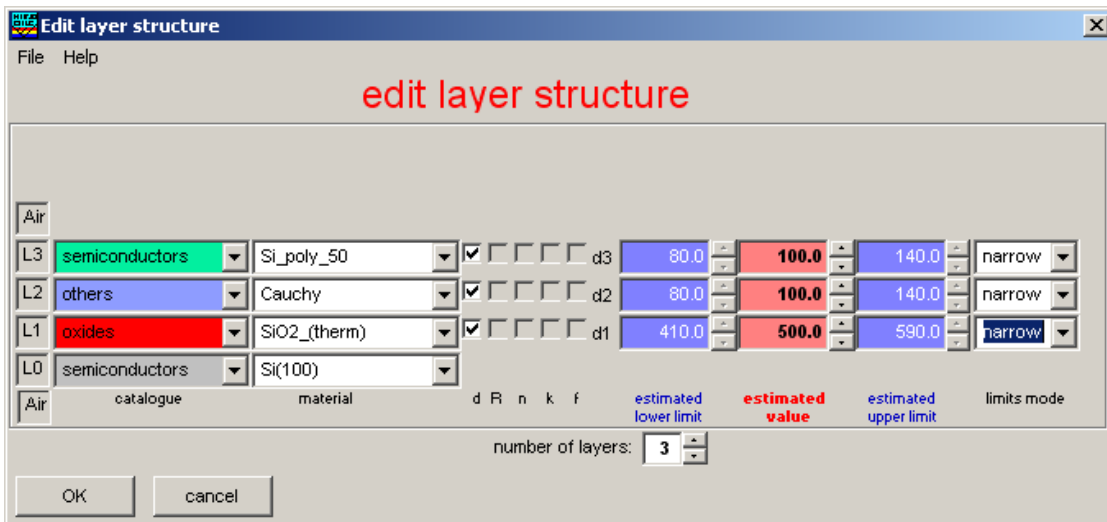 Edit layer structure
File Help
edit layer structure
Air
L3 semiconductors Si_poly_50 d3 80.0 100.0 140.0 narrow
L2 others Cauchy d2 80.0 100.0 140.0 narrow
L1 oxides SiO2_(therm) d1 410.0 500.0 590.0 narrow
L0 semiconductors Si(100)
Air catalogue material d R n k f estimated lower limit estimated value estimated upper limit limits mode
number of layers: 3
OK cancel